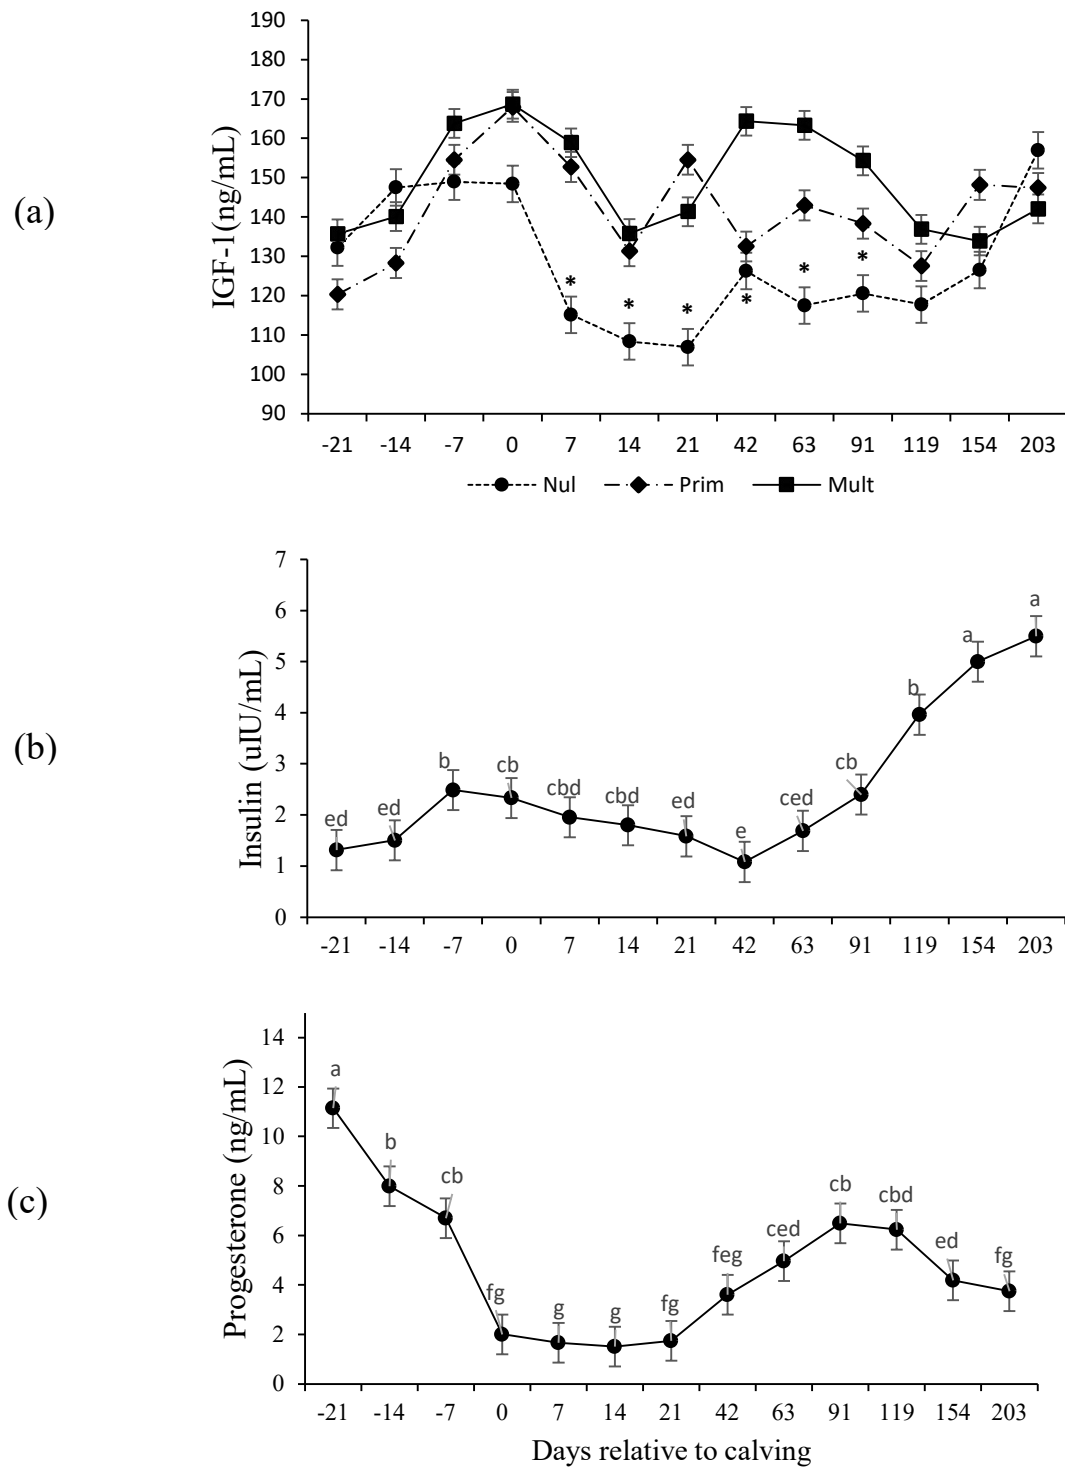 (a)
IGF-1(ng/mL)
190
180
170
160
150
140
130
120
110
100
90
* * * * * *
-21 -14 -7 0 7 14 21 42 63 91 119 154 203
Nul Prim Mult
(b)
Insulin (uIU/mL)
7
6
5
4
3
2
1
0
ed ed b cb cbd cbd ed e ced cb b a a
-21 -14 -7 0 7 14 21 42 63 91 119 154 203
(c)
Progesterone (ng/mL)
14
12
10
8
6
4
2
0
a b cb fg g g fg feg ced cb cbd ed fg
-21 -14 -7 0 7 14 21 42 63 91 119 154 203
Days relative to calving